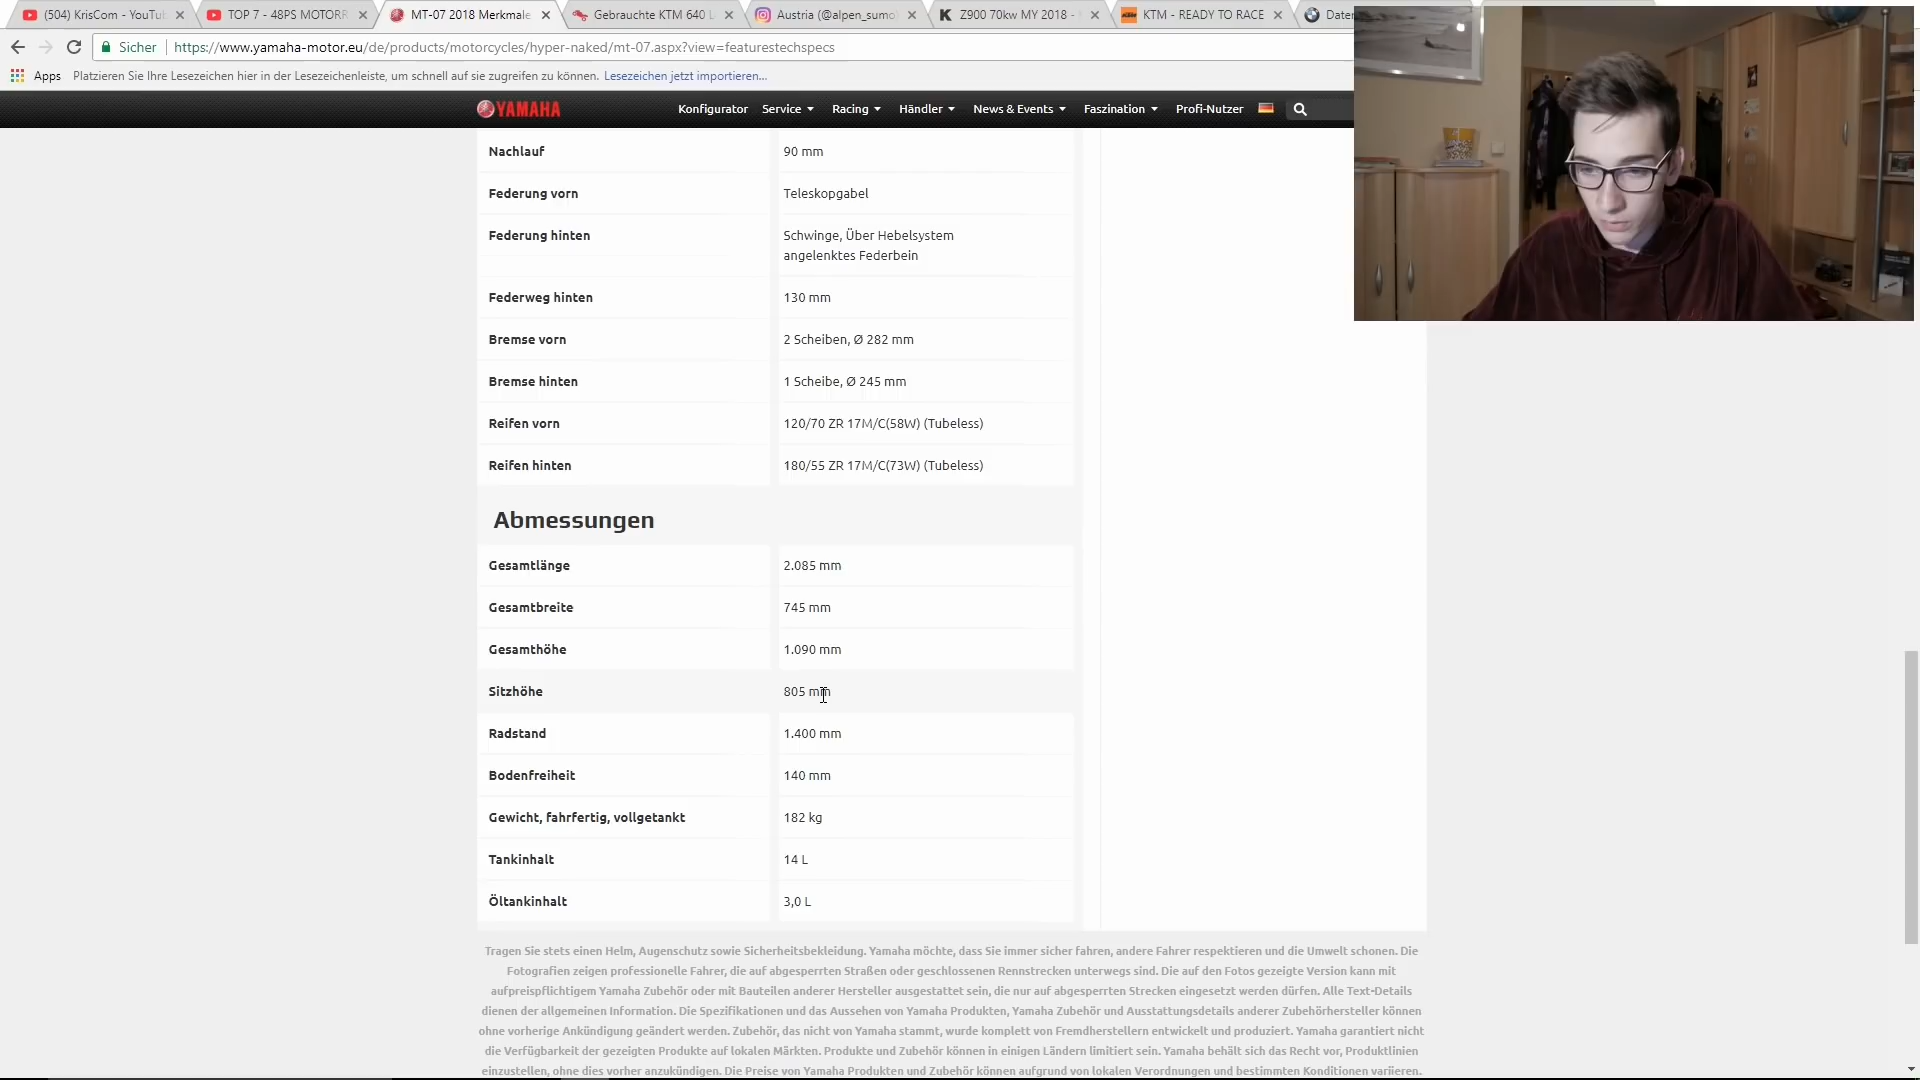 (504) KrisCom - YouTu
TOP 7 - 48PS MOTORR
MT-07 2018 Merkmale
Gebrauchte KTM 640 L
Austria (@alpen_sumo
Z900 70kw MY 2018 -
KTM - READY TO RACE
Daten
Sicher
https://www.yamaha-motor.eu/de/products/motorcycles/hyper-naked/mt-07.aspx?view=featurestechspecs
Apps Platzieren Sie Ihre Lesezeichen hier in der Lesezeichenleiste, um schnell auf sie zugreifen zu können. Lesezeichen jetzt importieren...
YAMAHA Konfigurator Service Racing Händler News & Events Faszination Profi-Nutzer
Nachlauf 90 mm
Federung vorn Teleskopgabel
Federung hinten Schwinge, Über Hebelsystem
angelenktes Federbein
Federweg hinten 130 mm
Bremse vorn 2 Scheiben, Ø 282 mm
Bremse hinten 1 Scheibe, Ø 245 mm
Reifen vorn 120/70 ZR 17M/C(58W) (Tubeless)
Reifen hinten 180/55 ZR 17M/C(73W) (Tubeless)
Abmessungen
Gesamtlänge 2.085 mm
Gesamtbreite 745 mm
Gesamthöhe 1.090 mm
Sitzhöhe 805 mm
Radstand 1.400 mm
Bodenfreiheit 140 mm
Gewicht, fahrfertig, vollgetankt 182 kg
Tankinhalt 14 L
Öltankinhalt 3,0 L
Tragen Sie stets einen Helm, Augenschutz sowie Sicherheitsbekleidung. Yamaha möchte, dass Sie immer sicher fahren, andere Fahrer respektieren und die Umwelt schonen. Die
Fotografien zeigen professionelle Fahrer, die auf abgesperrten Straßen oder geschlossenen Rennstrecken unterwegs sind. Die auf den Fotos gezeigte Version kann mit
aufpreispflichtigem Yamaha Zubehör oder mit Bauteilen anderer Hersteller ausgestattet sein, die nur auf abgesperrten Strecken eingesetzt werden dürfen. Alle Text-Details
dienen der allgemeinen Information. Die Spezifikationen und das Aussehen von Yamaha Produkten, Yamaha Zubehör und Ausstattungsdetails anderer Zubehörhersteller können
ohne vorherige Ankündigung geändert werden. Zubehör, das nicht von Yamaha stammt, wurde komplett von Fremdherstellern entwickelt und produziert. Yamaha garantiert nicht
die Verfügbarkeit der gezeigten Produkte auf lokalen Märkten. Produkte und Zubehör können in einigen Ländern limitiert sein. Yamaha behält sich das Recht vor, Produktlinien
einzustellen, ohne dies vorher anzukündigen. Die Preise von Yamaha Produkten und Zubehör können aufgrund von lokalen Verordnungen und bestimmten Konditionen variieren.